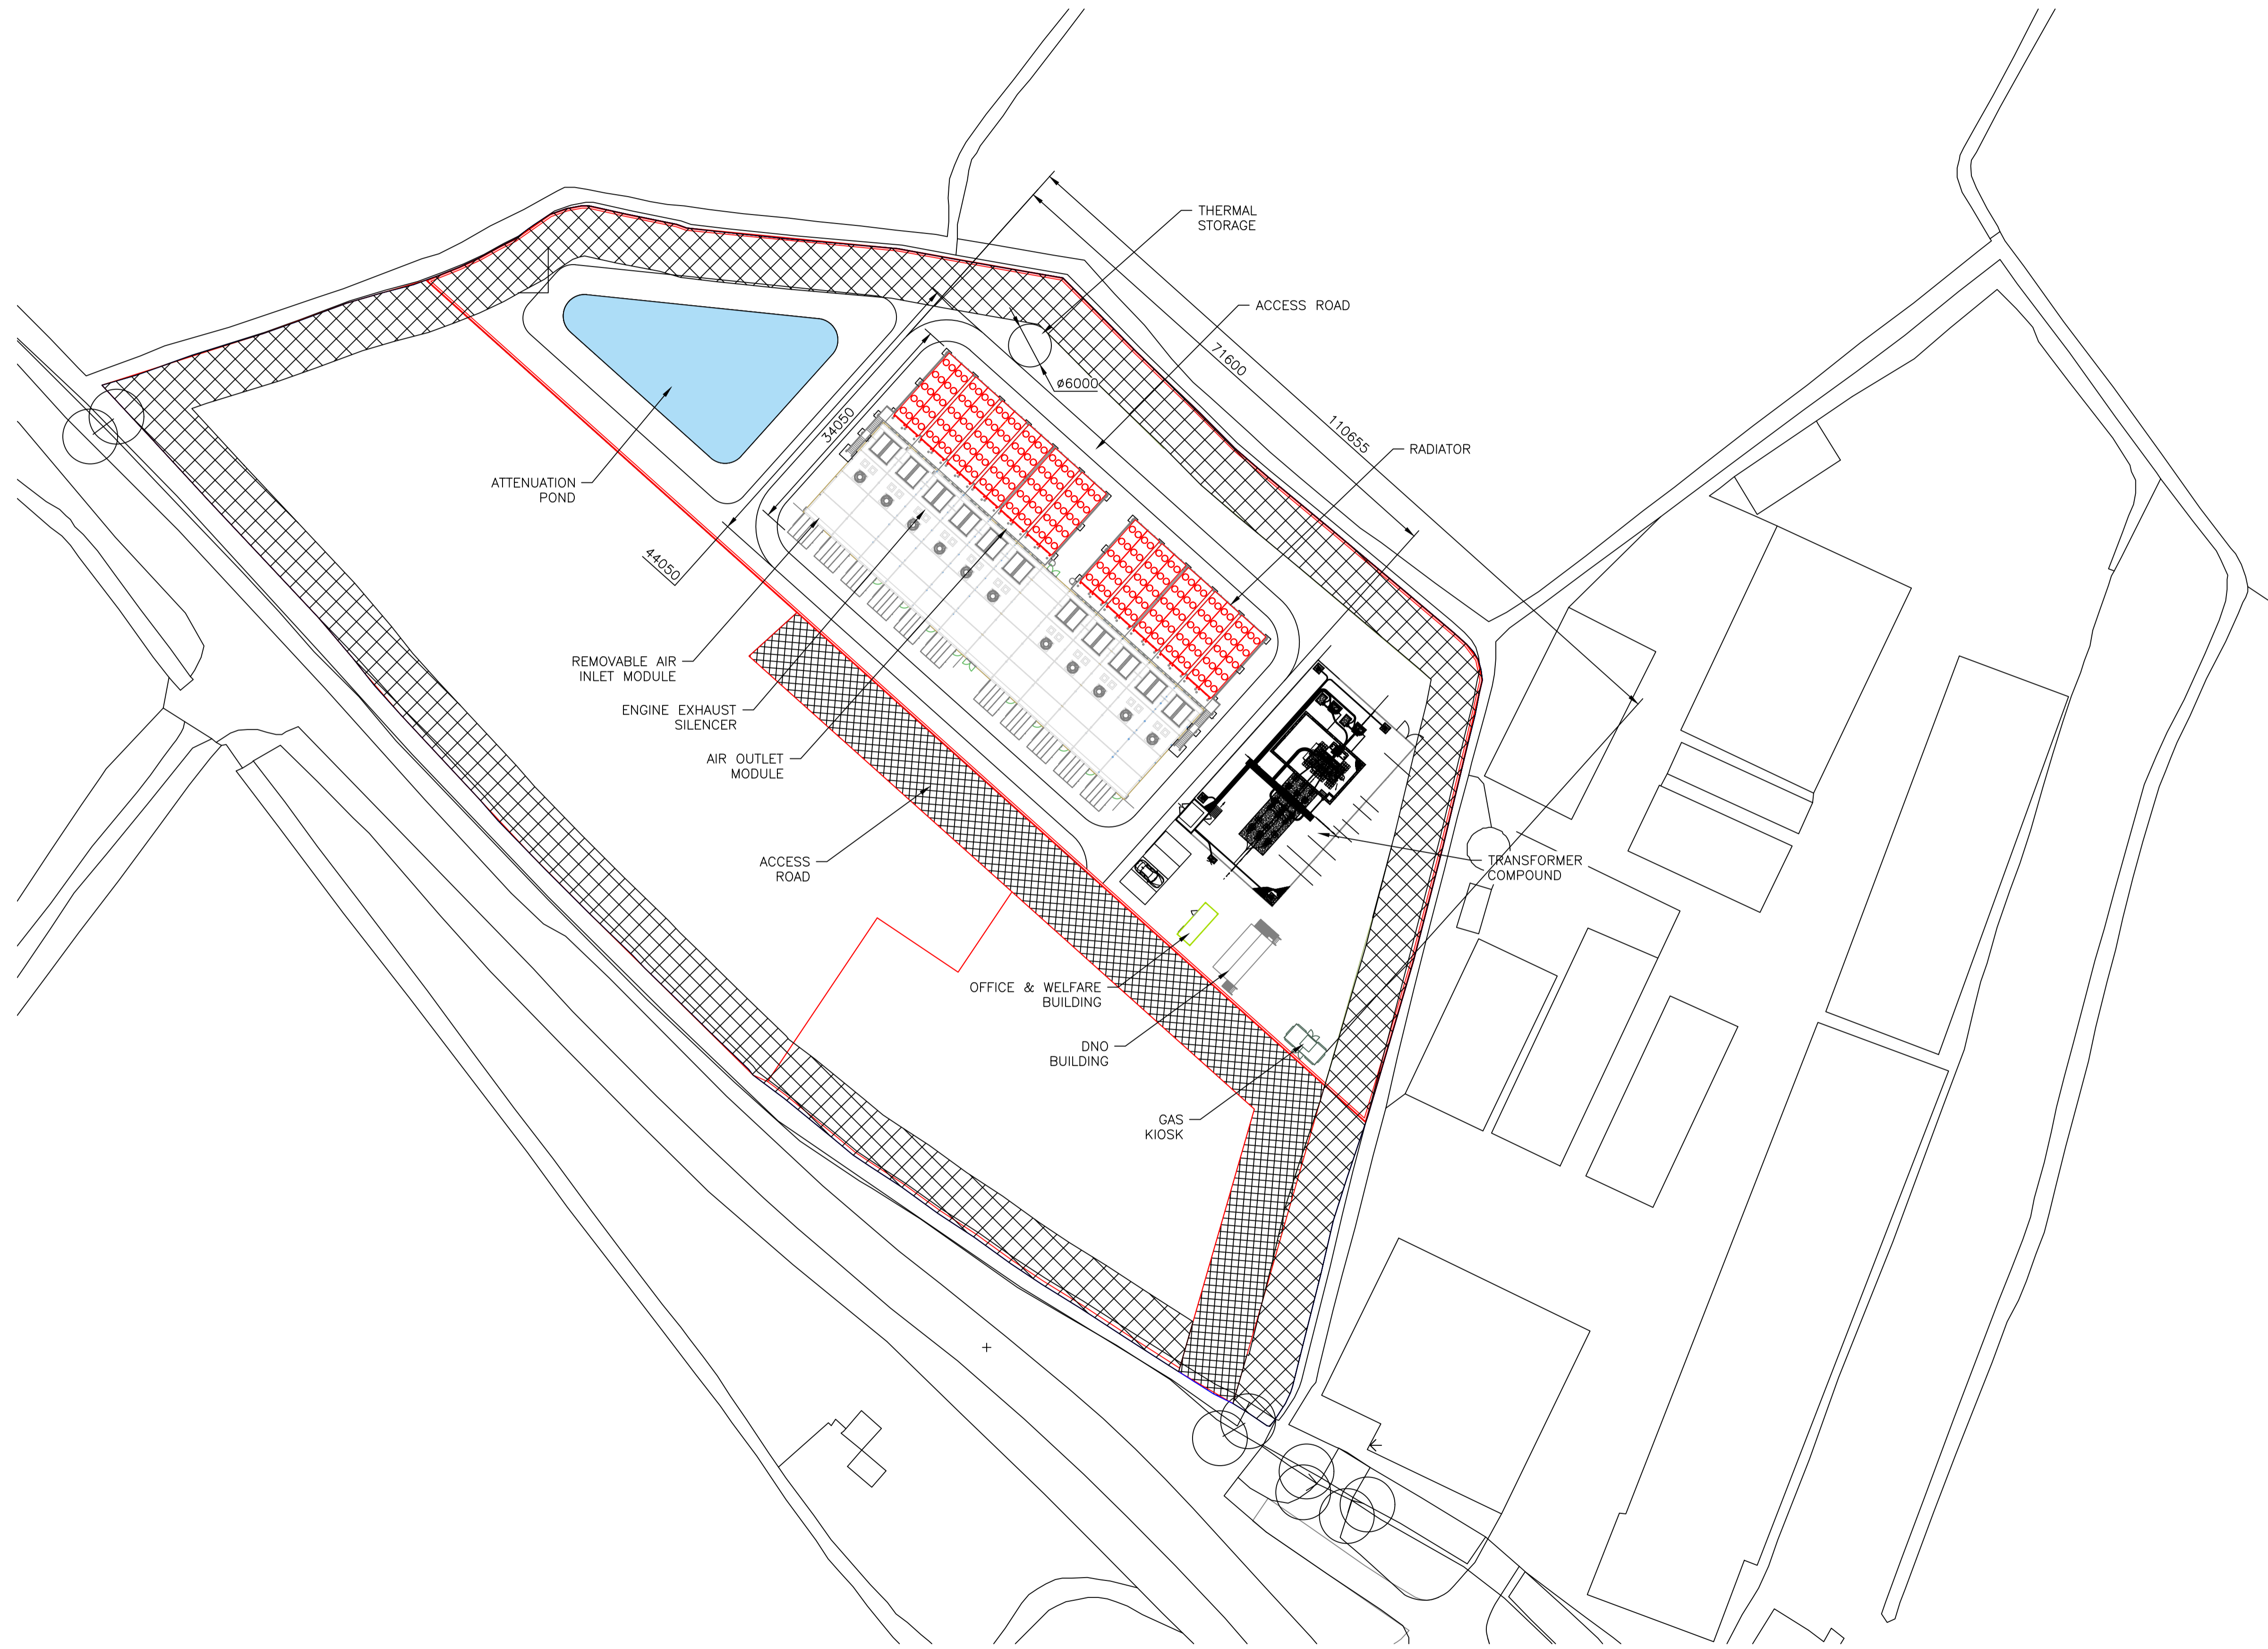 THERMAL
STORAGE
ACCESS ROAD
71600
ø6000
110655
34050
RADIATOR
ATTENUATION
POND
44050
REMOVABLE AIR
INLET MODULE
ENGINE EXHAUST
SILENCER
AIR OUTLET
MODULE
ACCESS
ROAD
TRANSFORMER
COMPOUND
OFFICE & WELFARE
BUILDING
DNO
BUILDING
GAS
KIOSK